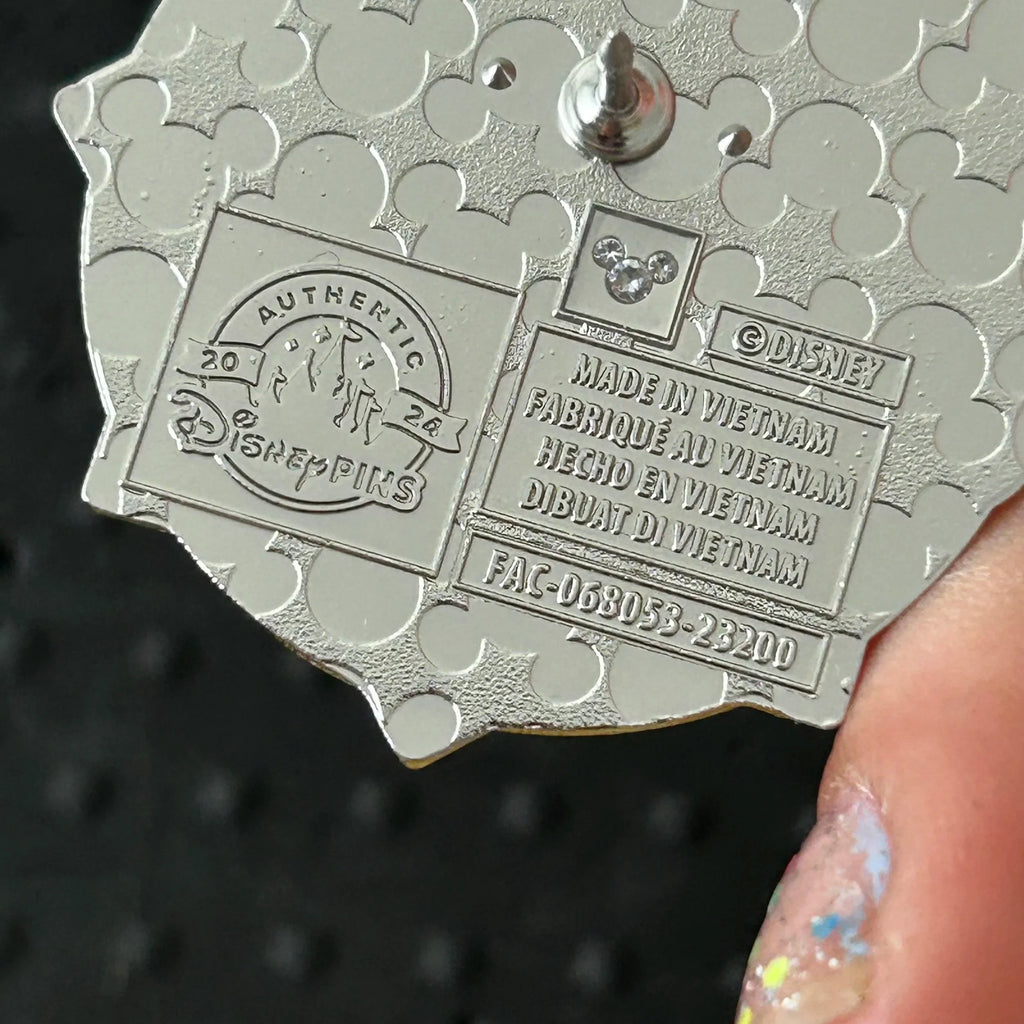 AUTHENTIC
20 24
Disney PINS
©DISNEY
MADE IN VIETNAM
FABRIQUÉ AU VIETNAM
HECHO EN VIETNAM
DIBUAT DI VIETNAM
FAC-068053-23200